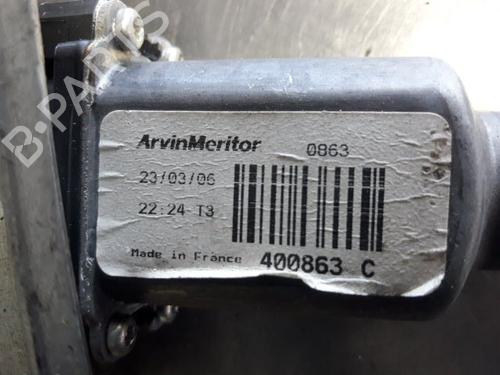 B-PARTS
ArvinMeritor 0863
23/03/06
22:24 T3
Made in France 400863 C